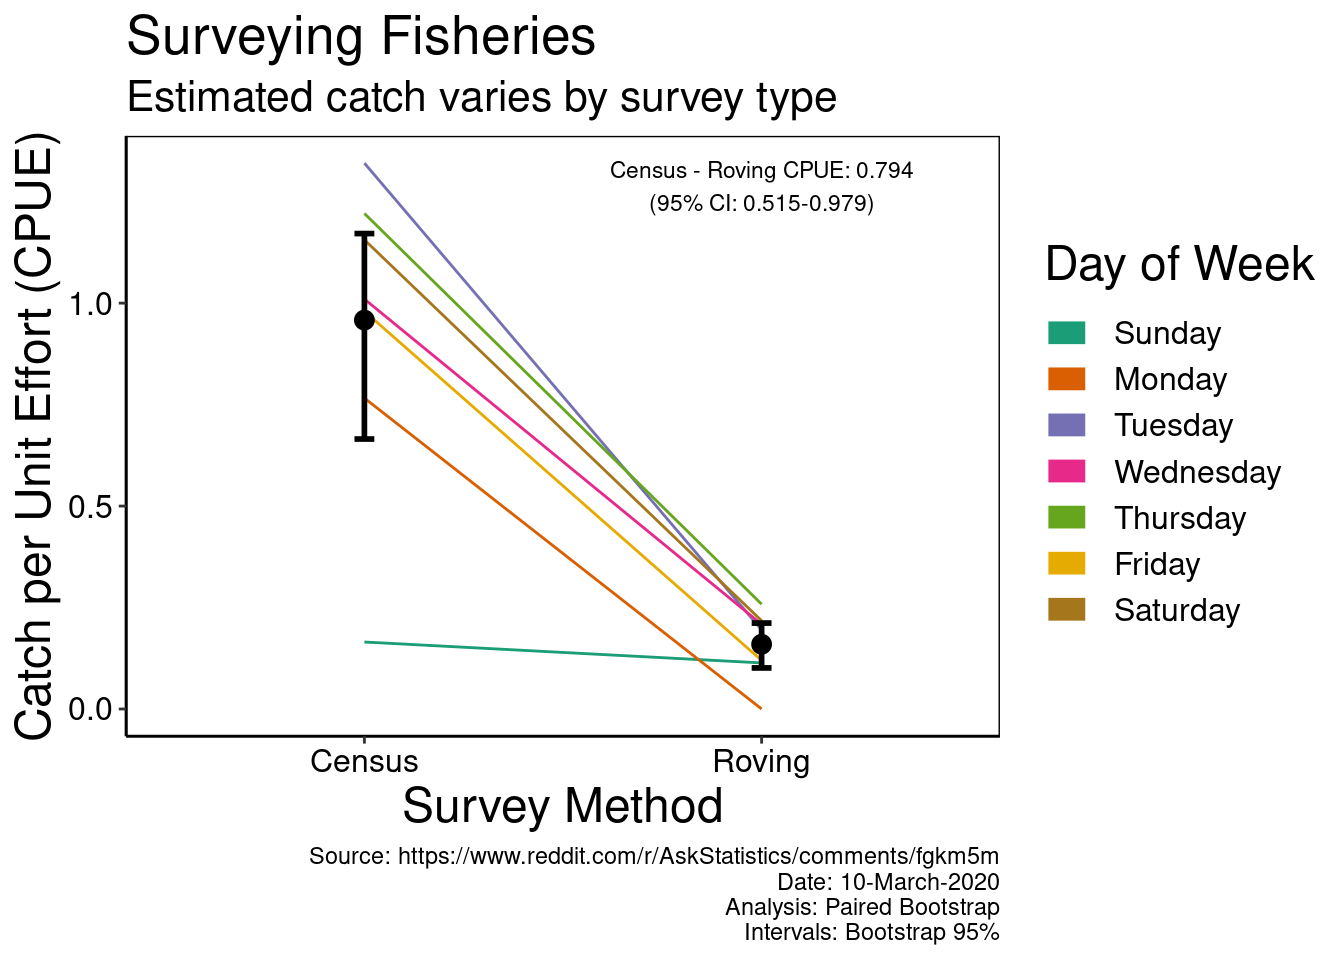 Surveying Fisheries
Estimated catch varies by survey type
Census - Roving CPUE: 0.794
(95% CI: 0.515-0.979)
Catch per Unit Effort (CPUE)
1.0
0.5
0.0
Census
Roving
Survey Method
Day of Week
Sunday
Monday
Tuesday
Wednesday
Thursday
Friday
Saturday
Source: https://www.reddit.com/r/AskStatistics/comments/fgkm5m
Date: 10-March-2020
Analysis: Paired Bootstrap
Intervals: Bootstrap 95%